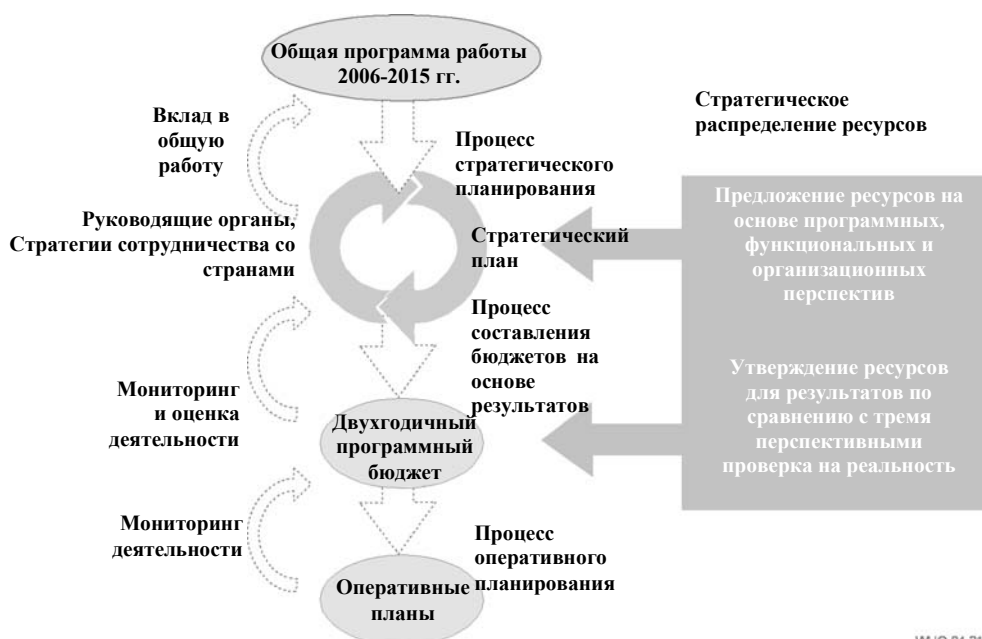 Общая программа работы
2006-2015 гг.
Вклад в
общую
работу
Стратегическое
распределение ресурсов
Процесс
стратегического
планирования
Предложение ресурсов на
основе программных,
функциональных и
организационных
перспектив
Руководящие органы,
Стратегии сотрудничества со
странами
Стратегический
план
Процесс
составления
бюджетов на
основе
результатов
Утверждение ресурсов
для результатов по
сравнению с тремя
перспективными
проверка на реальность
Мониторинг
и оценка
деятельности
Двухгодичный
программный
бюджет
Мониторинг
деятельности
Процесс
оперативного
планирования
Оперативные
планы